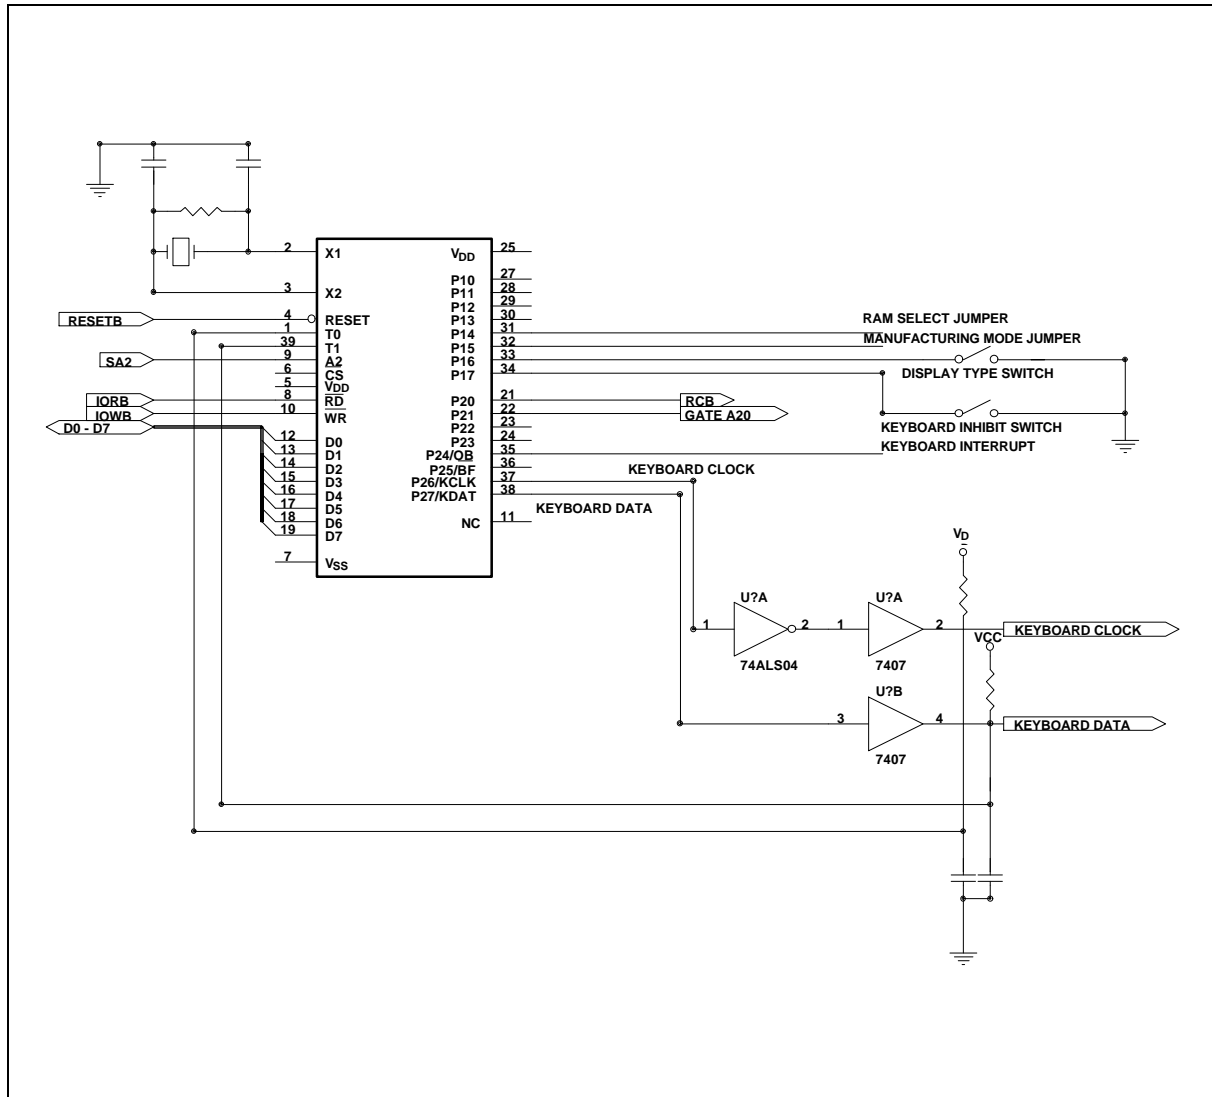 2 X1
3 X2
RESETB 4 RESET
1 T0
39 T1
SA2 9 A2
6 CS
5 VDD
IORB 8 RD
IOWB 10 WR
D0 - D7
12 D0
13 D1
14 D2
15 D3
16 D4
17 D5
18 D6
19 D7
7 VSS
VDD 25
P10 27
P11 28
P12 29
P13 30
P14 31 RAM SELECT JUMPER
P15 32 MANUFACTURING MODE JUMPER
P16 33
P17 34 DISPLAY TYPE SWITCH
P20 21 RCB
P21 22 GATE A20
P22 23
P23 24 KEYBOARD INHIBIT SWITCH
P24/OB 35 KEYBOARD INTERRUPT
P25/BF 36
P26/KCLK 37 KEYBOARD CLOCK
P27/KDAT 38 KEYBOARD DATA
NC 11
VD
U?A U?A
1 2 1 2 KEYBOARD CLOCK
VCC
74ALS04 7407
U?B
3 4 KEYBOARD DATA
7407